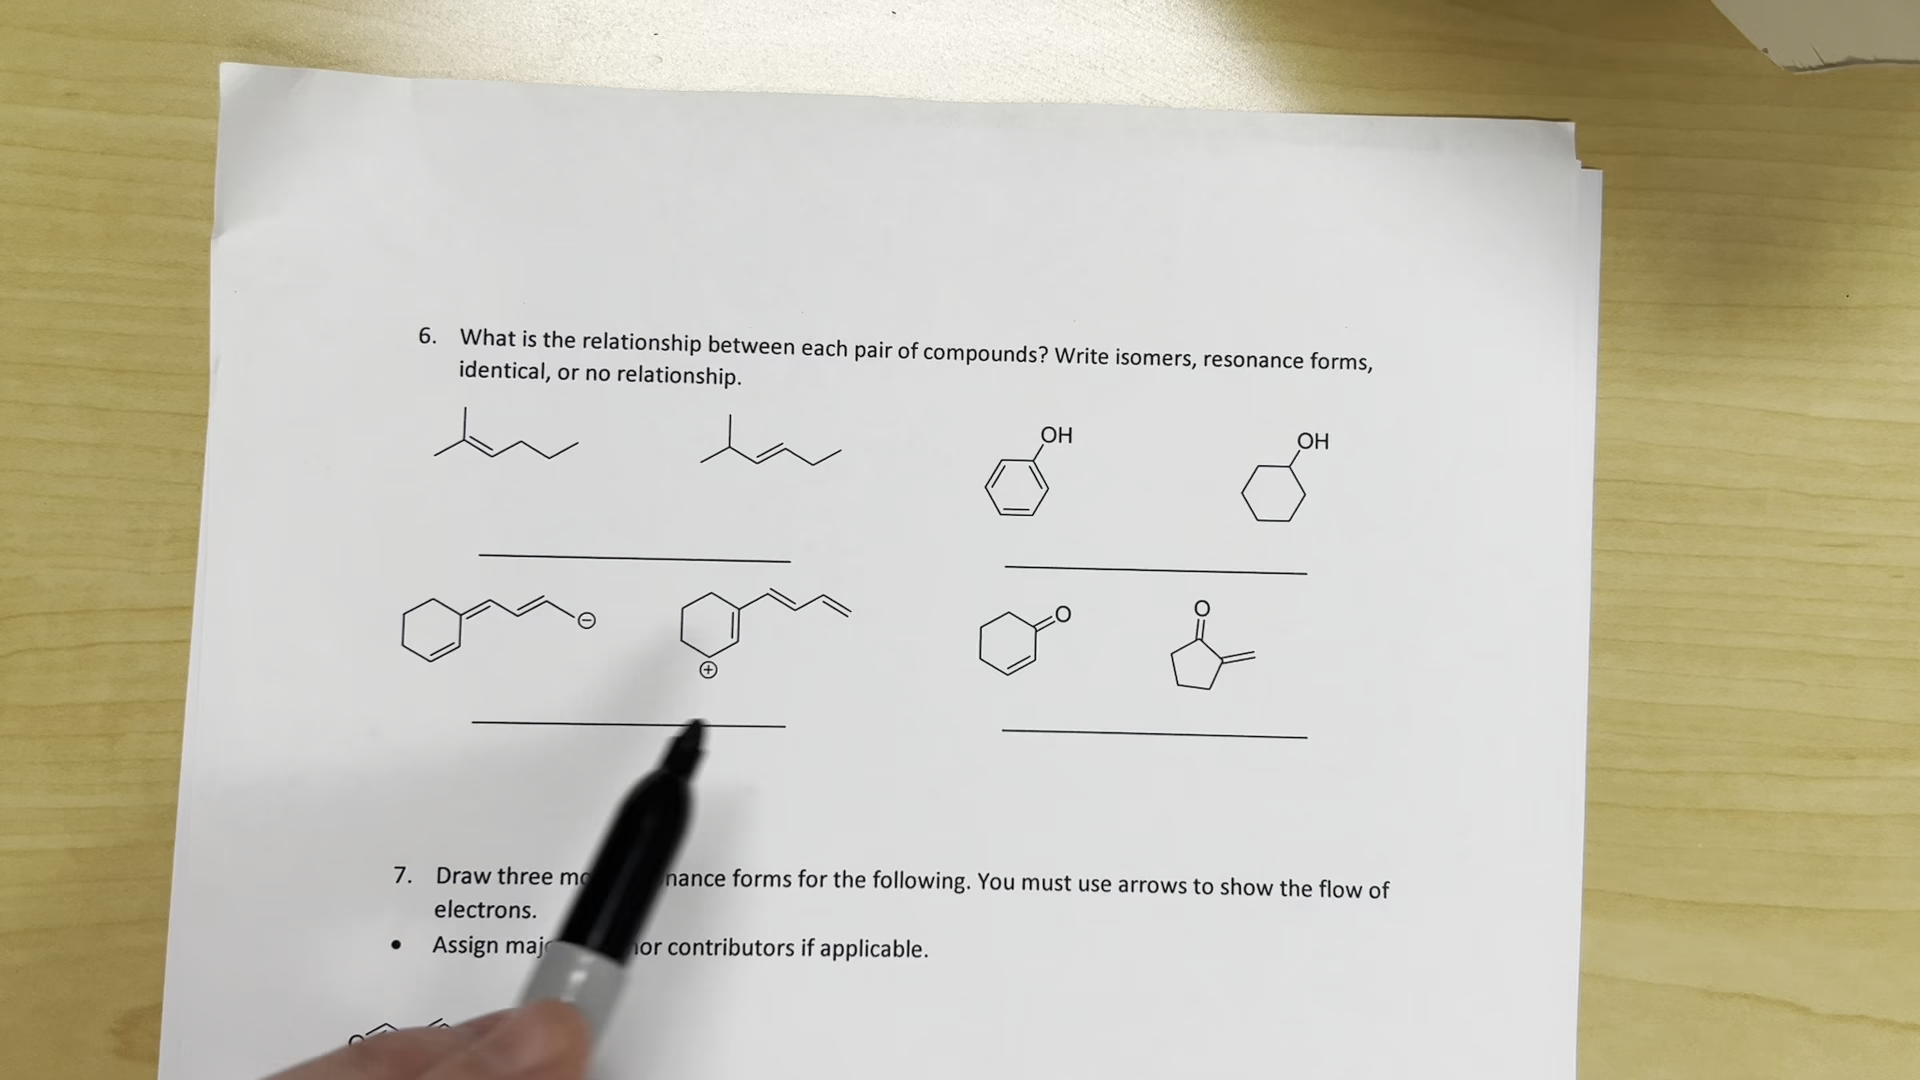 6. What is the relationship between each pair of compounds? Write isomers, resonance forms,
identical, or no relationship.
OH
OH
⊖
⊕
O
O
7. Draw three forms for the following. You must use arrows to show the flow of
electrons.
• Assign contributors if applicable.